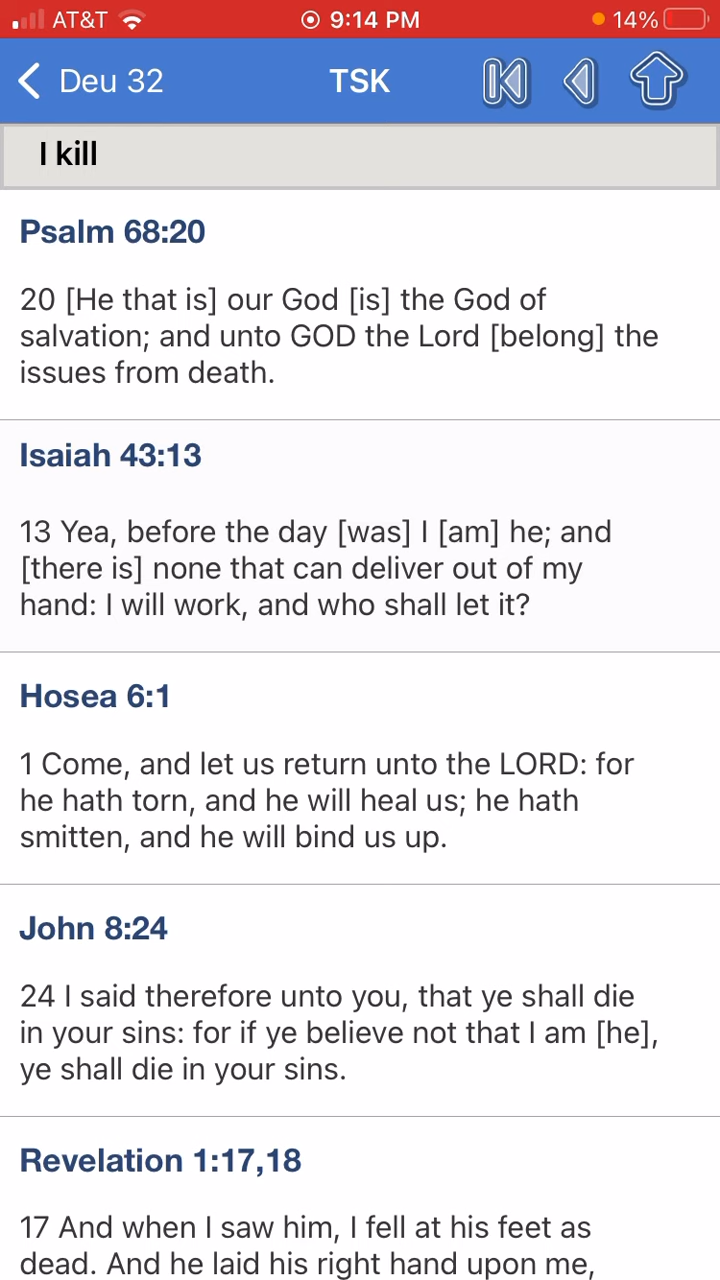 AT&T 9:14 PM 14%
Deu 32 TSK
I kill
Psalm 68:20
20 [He that is] our God [is] the God of
salvation; and unto GOD the Lord [belong] the
issues from death.
Isaiah 43:13
13 Yea, before the day [was] I [am] he; and
[there is] none that can deliver out of my
hand: I will work, and who shall let it?
Hosea 6:1
1 Come, and let us return unto the LORD: for
he hath torn, and he will heal us; he hath
smitten, and he will bind us up.
John 8:24
24 I said therefore unto you, that ye shall die
in your sins: for if ye believe not that I am [he],
ye shall die in your sins.
Revelation 1:17,18
17 And when I saw him, I fell at his feet as
dead. And he laid his right hand upon me,